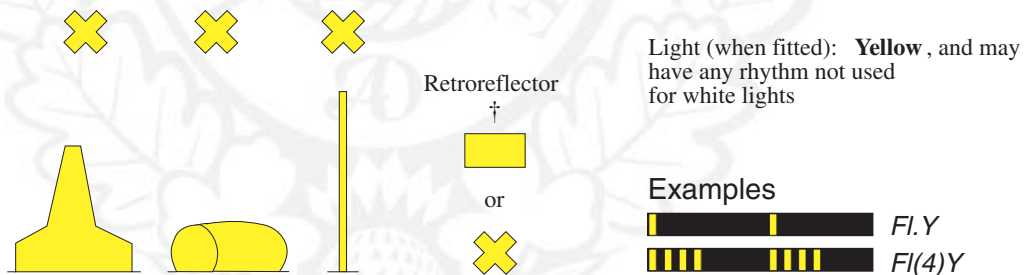 Light (when fitted): Yellow , and may
have any rhythm not used
for white lights
Retroreflector
†
or
Examples
Fl.Y
Fl(4)Y